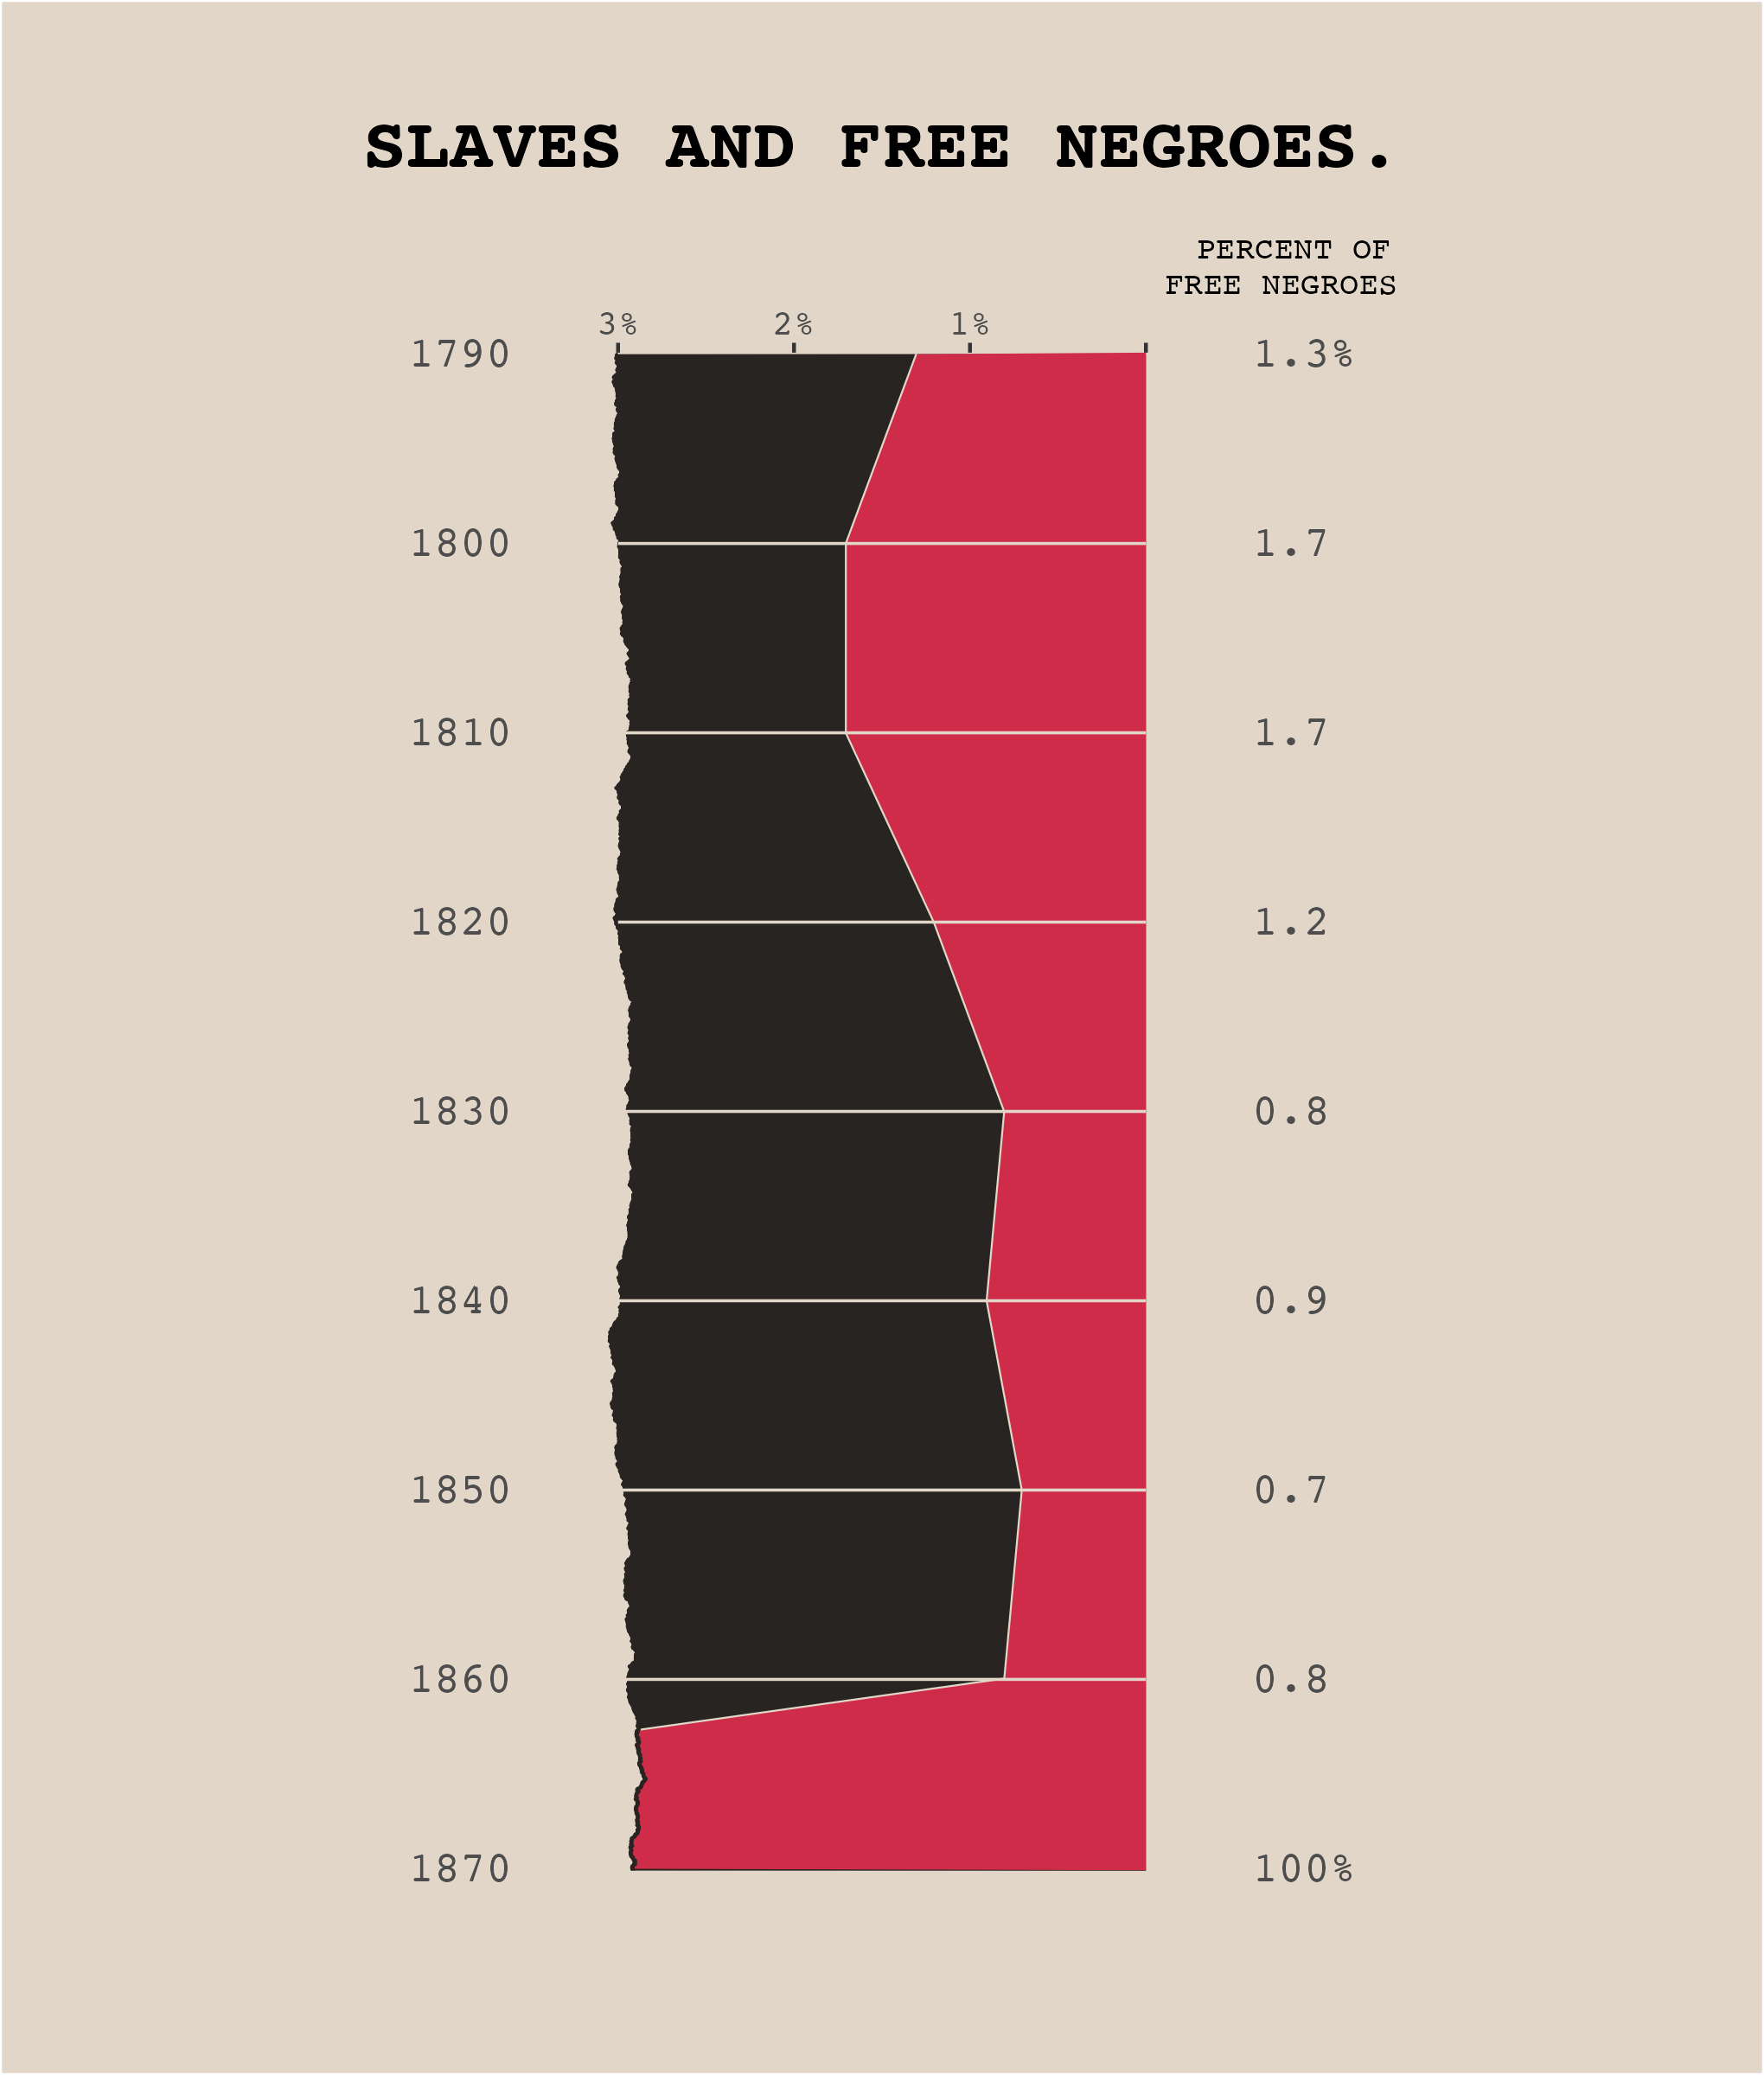 SLAVES AND FREE NEGROES.
PERCENT OF
FREE NEGROES
3% 2% 1%
1790 1.3%
1800 1.7
1810 1.7
1820 1.2
1830 0.8
1840 0.9
1850 0.7
1860 0.8
1870 100%